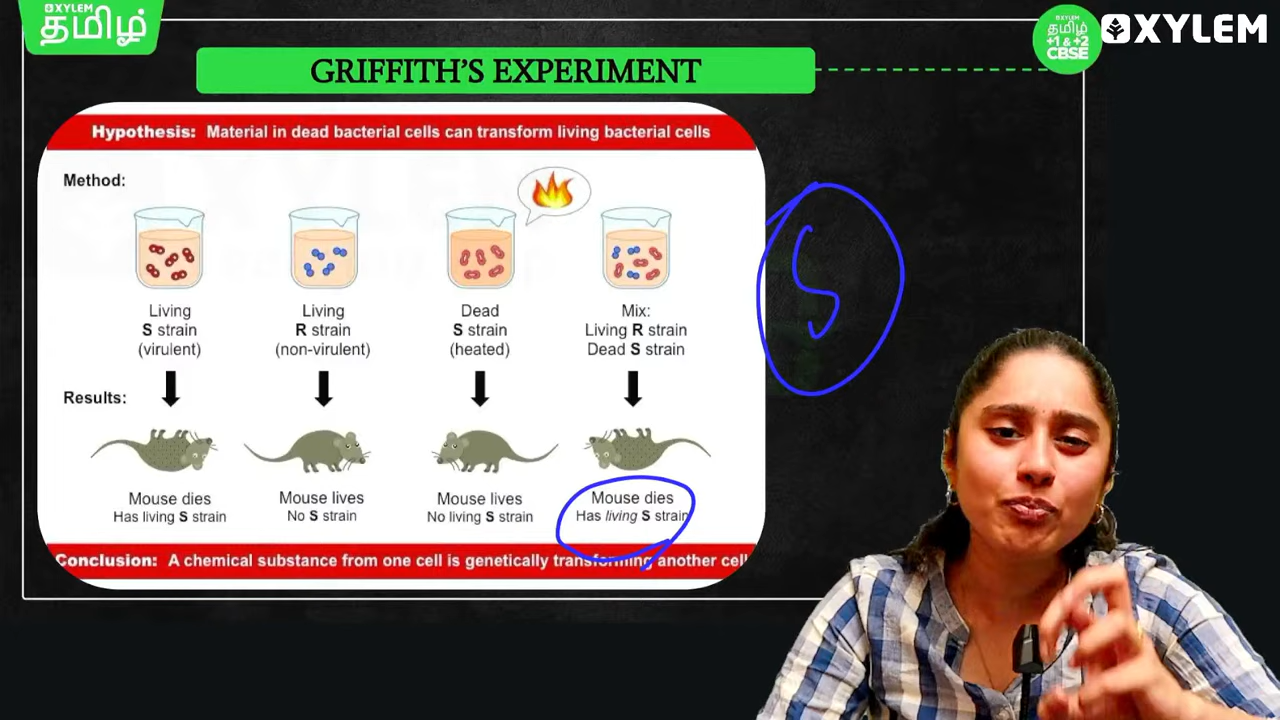 XYLEM
தமிழ்
XYLEM
தமிழ்
+1 & +2
CBSE
XYLEM
GRIFFITH'S EXPERIMENT
Hypothesis: Material in dead bacterial cells can transform living bacterial cells
Method:
Living
S strain
(virulent)
Living
R strain
(non-virulent)
Dead
S strain
(heated)
Mix:
Living R strain
Dead S strain
S
Results:
Mouse dies
Has living S strain
Mouse lives
No S strain
Mouse lives
No living S strain
Mouse dies
Has living S strain
Conclusion: A chemical substance from one cell is genetically transforming another cell